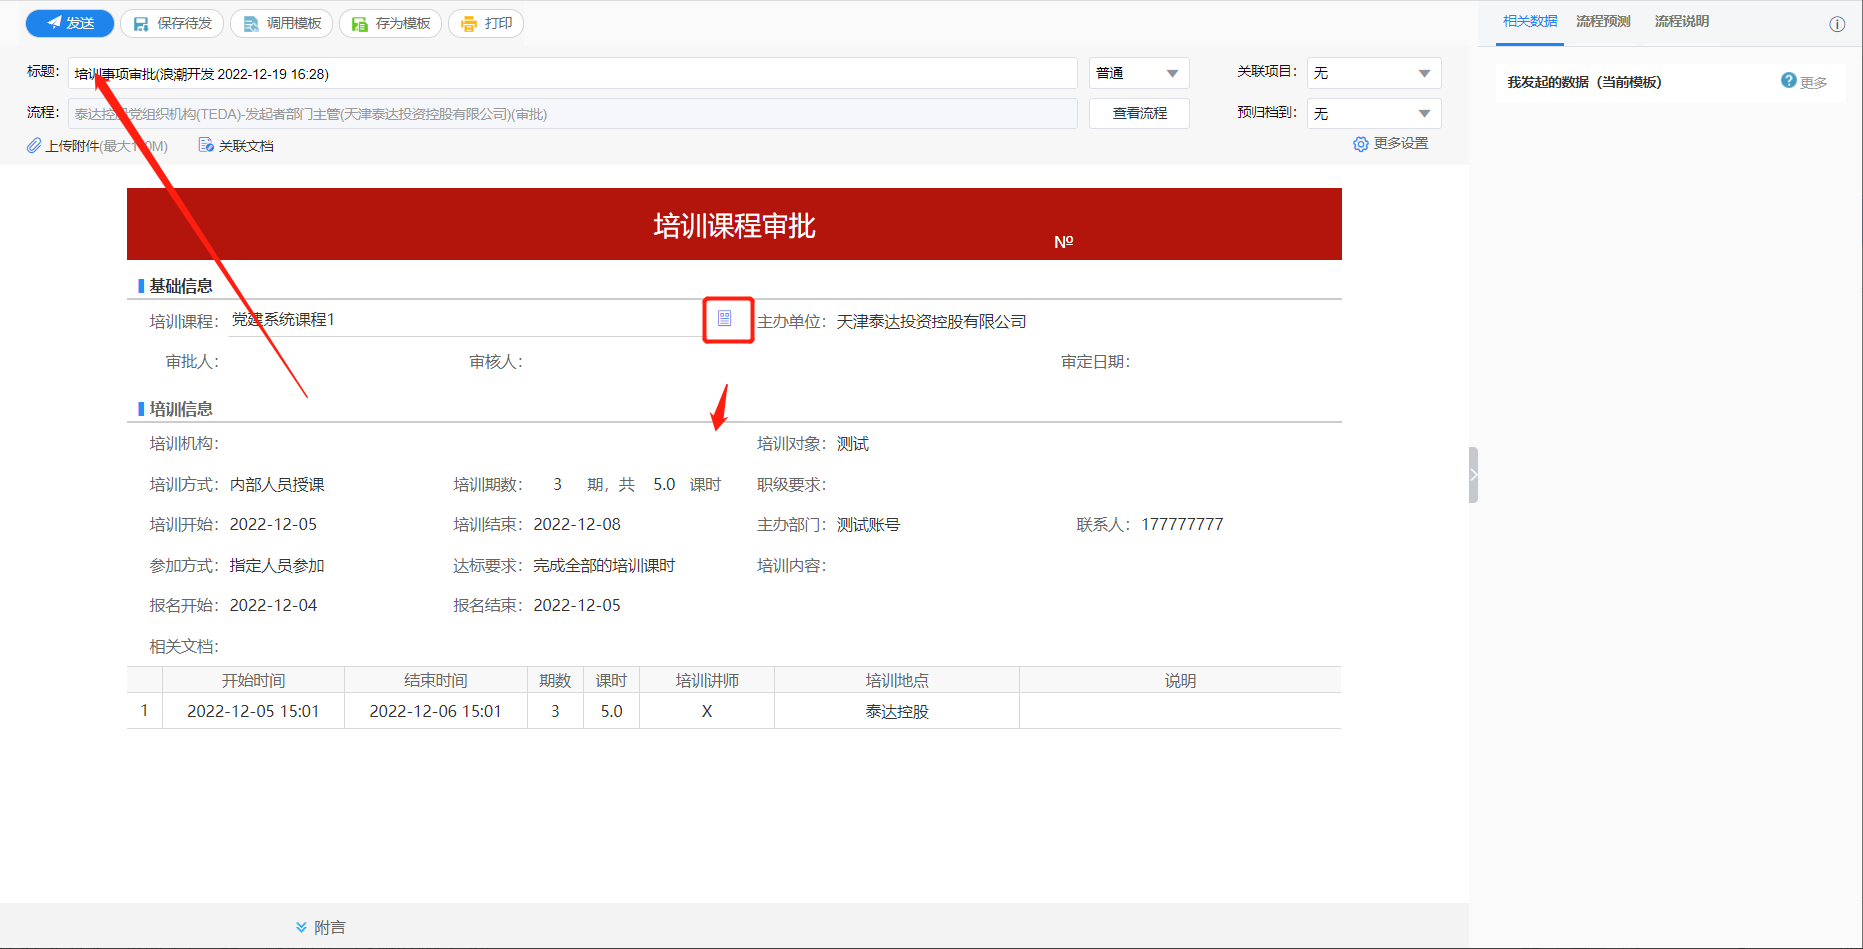 发送 保存待发 调用模板 存为模板 打印
相关数据 流程预测 流程说明
标题： 培训事项审批(浪潮开发 2022-12-19 16:28) 普通 关联项目： 无
我发起的数据（当前模板） 更多
流程： 泰达控股党组织机构(TEDA)-发起者部门主管(天津泰达投资控股有限公司)(审批) 查看流程 预归档到： 无
上传附件(最大1 0M) 关联文档 更多设置
培训课程审批
№
基础信息
培训课程： 党建系统课程1 主办单位： 天津泰达投资控股有限公司
审批人： 审核人： 审定日期：
培训信息
培训机构： 培训对象： 测试
培训方式： 内部人员授课 培训期数： 3 期，共 5.0 课时 职级要求：
培训开始： 2022-12-05 培训结束： 2022-12-08 主办部门： 测试账号 联系人： 177777777
参加方式： 指定人员参加 达标要求： 完成全部的培训课时 培训内容：
报名开始： 2022-12-04 报名结束： 2022-12-05
相关文档：
开始时间 结束时间 期数 课时 培训讲师 培训地点 说明
1 2022-12-05 15:01 2022-12-06 15:01 3 5.0 X 泰达控股
附言